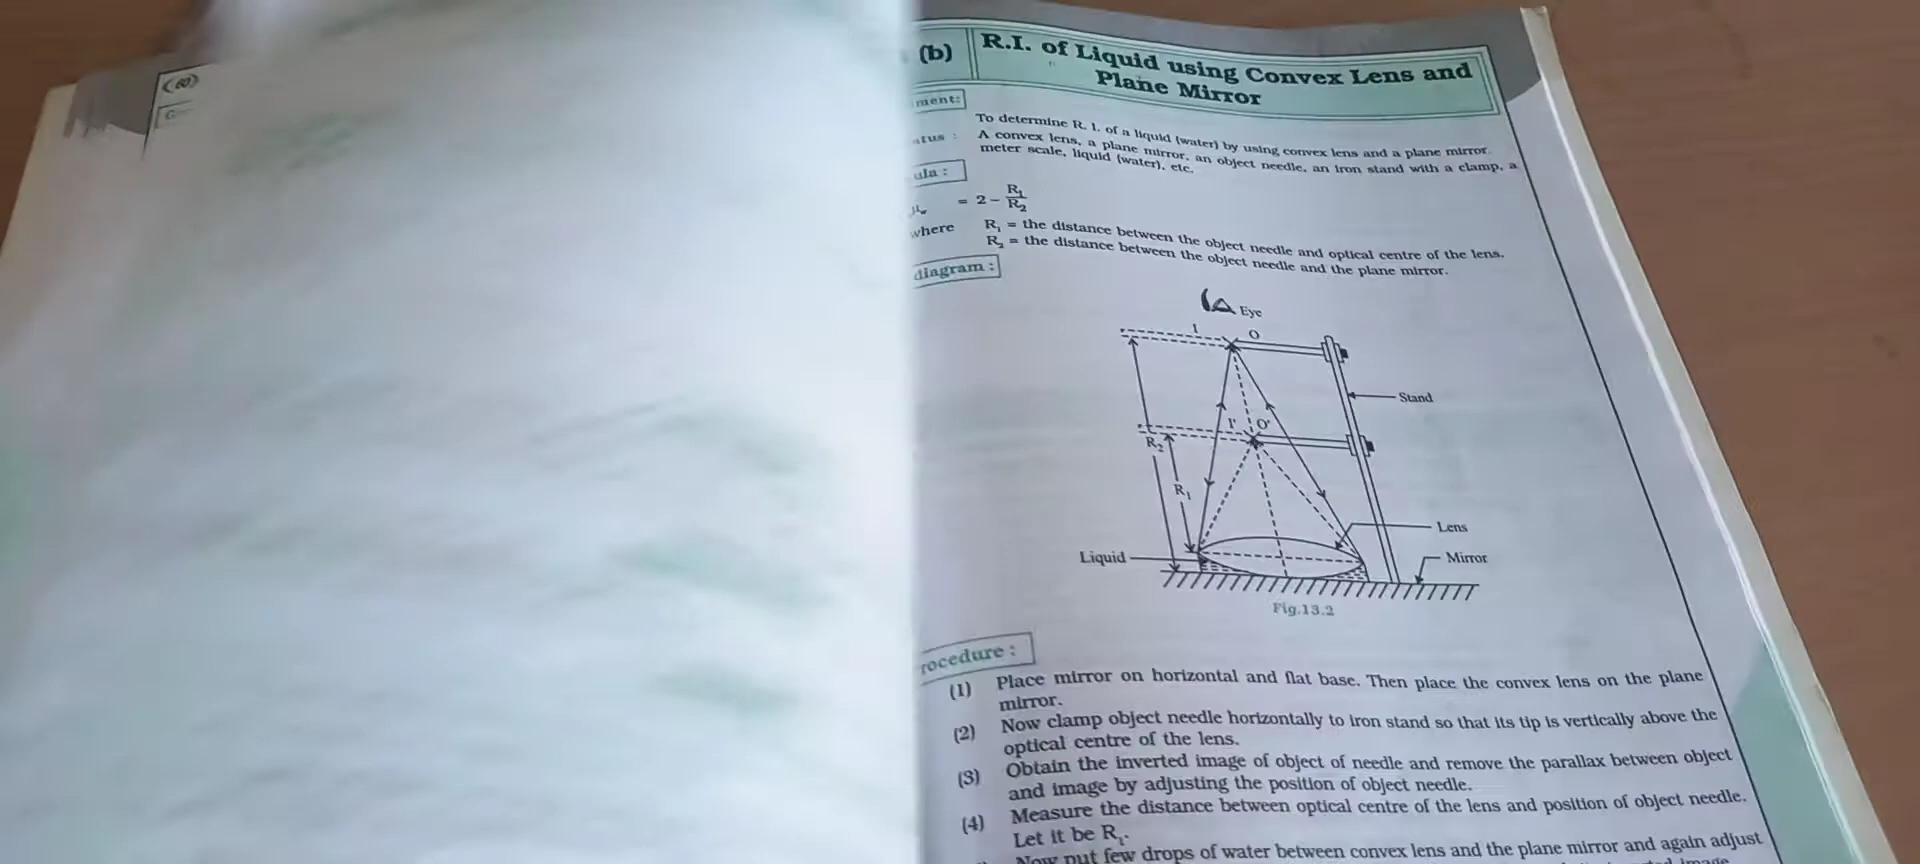 (60)
(b)
R.I. of Liquid using Convex Lens and
Plane Mirror
ment:
To determine R. I. of a liquid (water) by using convex lens and a plane mirror.
atus :
A convex lens, a plane mirror, an object needle, an iron stand with a clamp, a
meter scale, liquid (water), etc.
ula :
μw = 2 - R1/R2
where R1 = the distance between the object needle and optical centre of the lens.
R2 = the distance between the object needle and the plane mirror.
diagram :
Eye
I O
Stand
I' O'
R2
R1
Lens
Liquid
Mirror
Fig.13.2
rocedure :
(1) Place mirror on horizontal and flat base. Then place the convex lens on the plane
mirror.
(2) Now clamp object needle horizontally to iron stand so that its tip is vertically above the
optical centre of the lens.
(3) Obtain the inverted image of object of needle and remove the parallax between object
and image by adjusting the position of object needle.
(4) Measure the distance between optical centre of the lens and position of object needle.
Let it be R1.
Now put few drops of water between convex lens and the plane mirror and again adjust
image